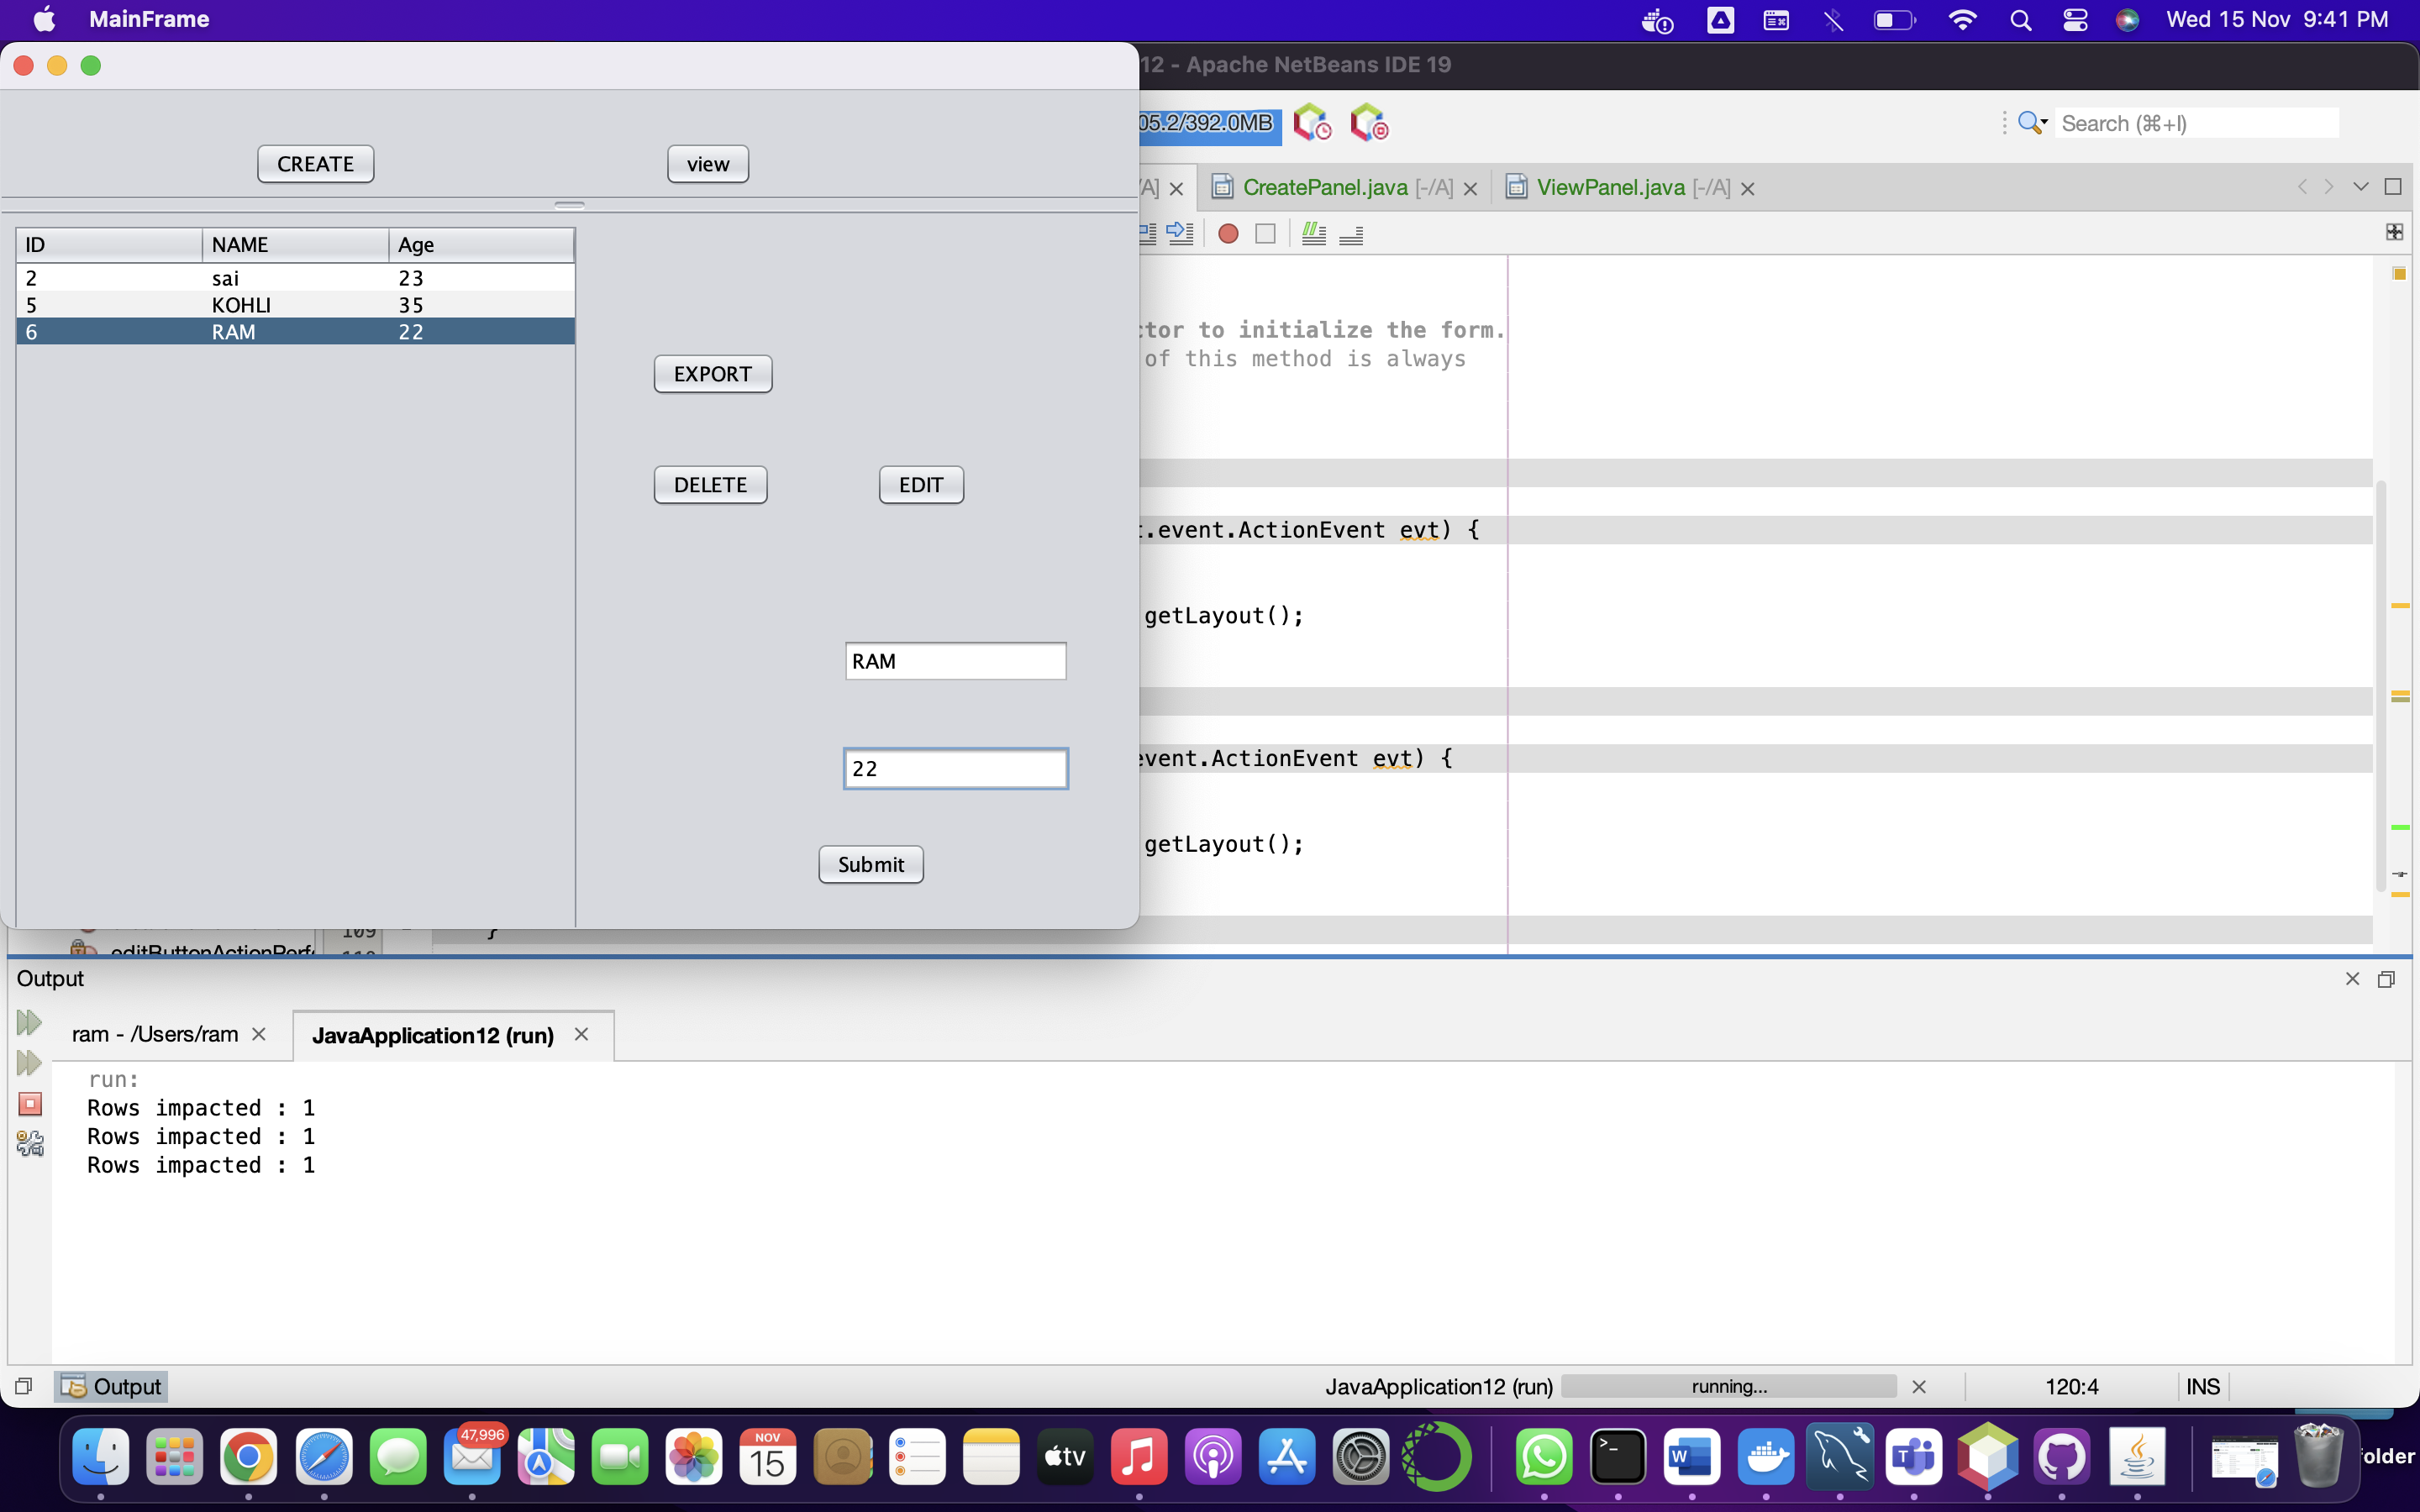 MainFrame
Wed 15 Nov 9:41 PM
12 - Apache NetBeans IDE 19
05.2/392.0MB
Search (⌘+I)
CREATE
view
/A]
CreatePanel.java [-/A]
ViewPanel.java [-/A]
ID NAME Age
2 sai 23
5 KOHLI 35
6 RAM 22
EXPORT
DELETE
EDIT
RAM
22
Submit
ctor to initialize the form.
of this method is always
t.event.ActionEvent evt) {
getLayout();
event.ActionEvent evt) {
getLayout();
109 }
editButtonActionPerf
110
Output
ram - /Users/ram
JavaApplication12 (run)
run:
Rows impacted : 1
Rows impacted : 1
Rows impacted : 1
Output
JavaApplication12 (run)
running...
120:4
INS
47,996
NOV
15
tv
W
T
folder